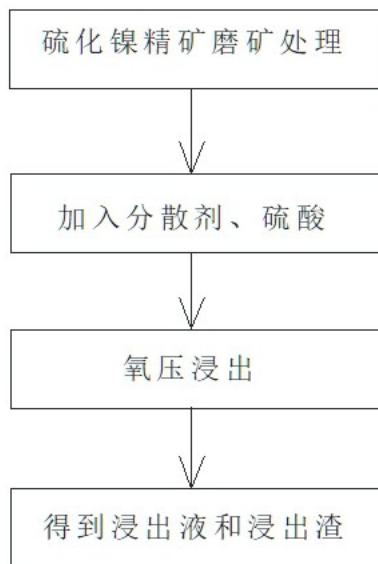 硫化镍精矿磨矿处理
加入分散剂、硫酸
氧压浸出
得到浸出液和浸出渣